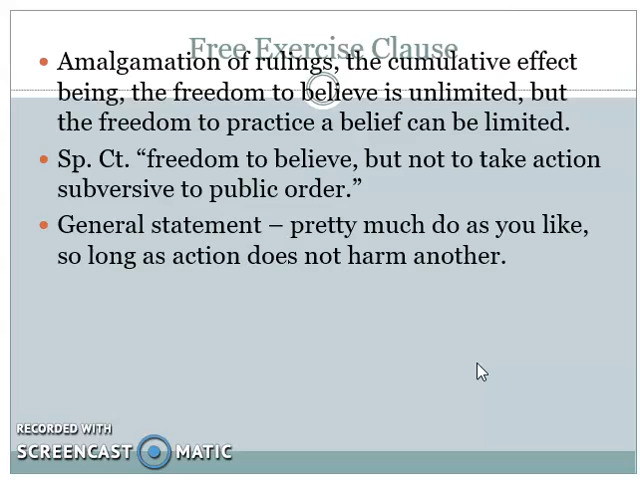 Free Exercise Clause
• Amalgamation of rulings, the cumulative effect
being, the freedom to believe is unlimited, but
the freedom to practice a belief can be limited.
• Sp. Ct. “freedom to believe, but not to take action
subversive to public order.”
• General statement – pretty much do as you like,
so long as action does not harm another.
RECORDED WITH
SCREENCAST MATIC